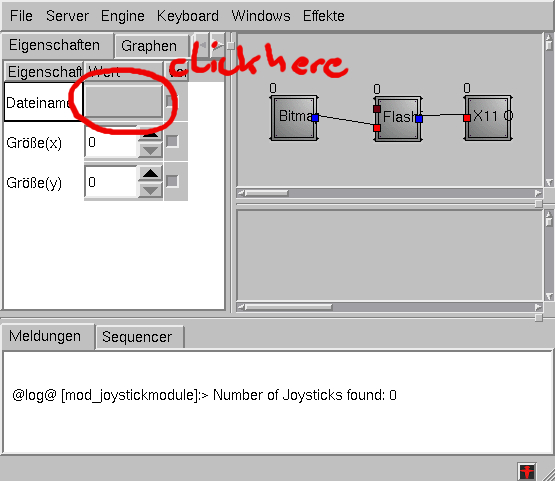 File Server Engine Keyboard Windows Effekte
Eigenschaften Graphen
click here
Eigenschaft Wert Vor
Dateiname
Größe(x) 0
Größe(y) 0
0 0 0
Bitma Flash X11 O
Meldungen Sequencer
@log@ [mod_joystickmodule]:> Number of Joysticks found: 0